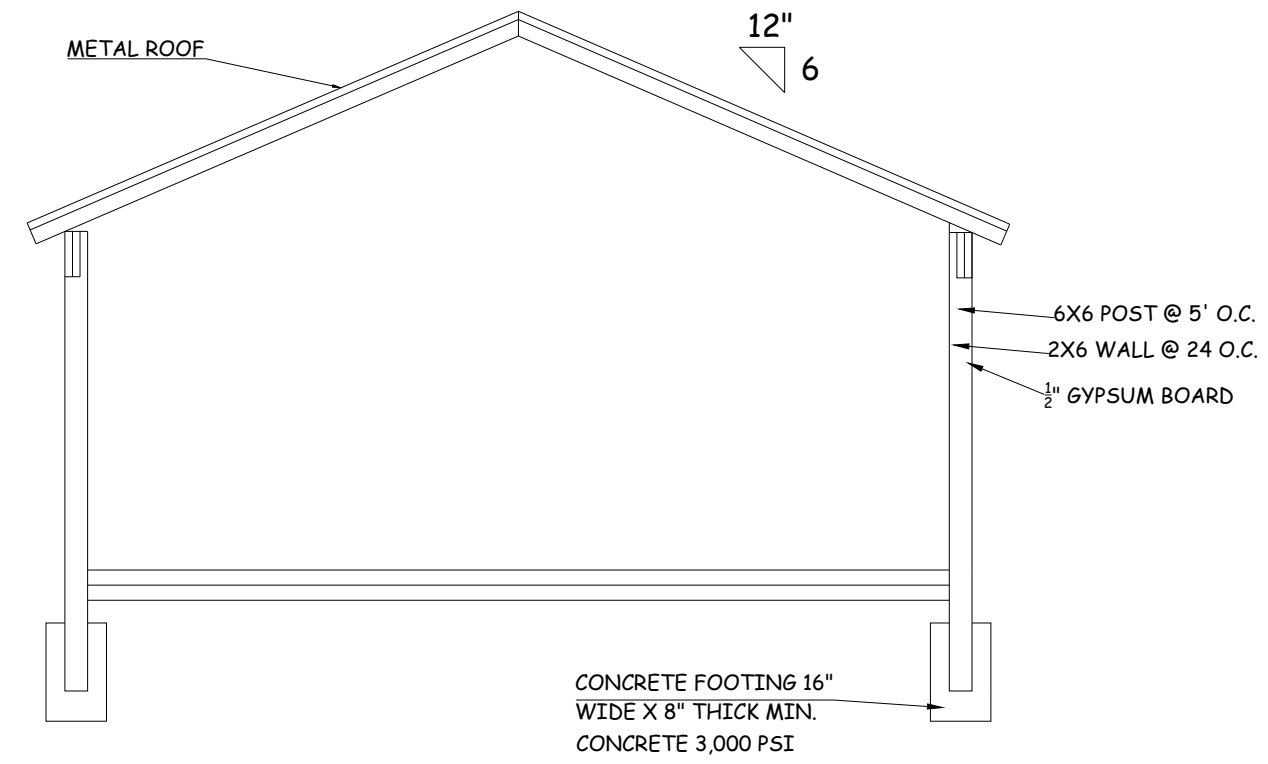 METAL ROOF
12"
6
6X6 POST @ 5' O.C.
2X6 WALL @ 24 O.C.
½" GYPSUM BOARD
CONCRETE FOOTING 16"
WIDE X 8" THICK MIN.
CONCRETE 3,000 PSI